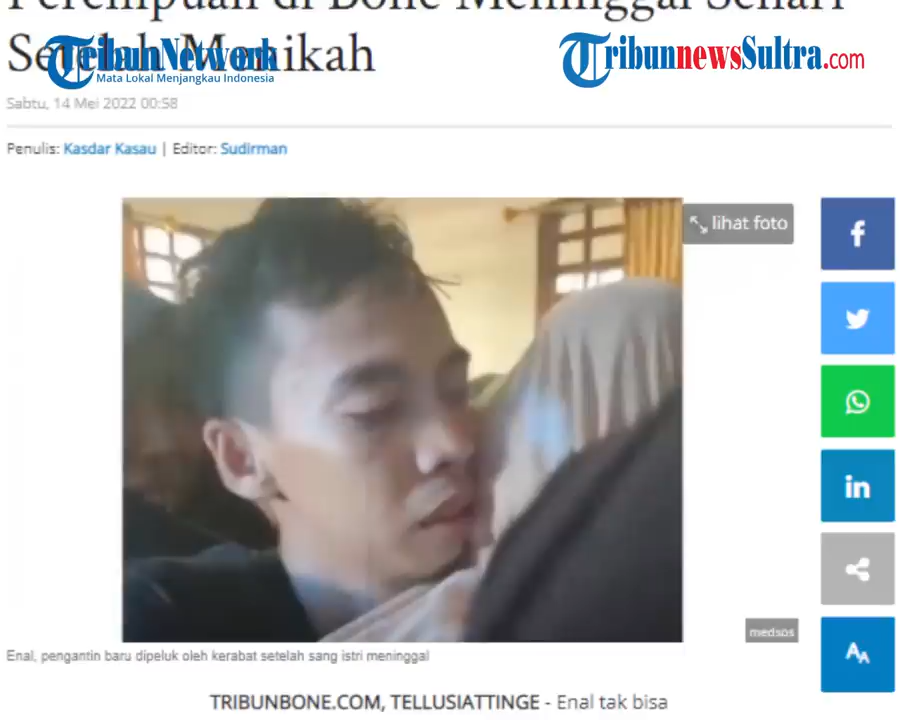 Perempuan di Bone Meninggal Sehari
Setelah Menikah
Tribun Network
Mata Lokal Menjangkau Indonesia
TribunnewsSultra.com
Sabtu, 14 Mei 2022 00:58
Penulis: Kasdar Kasau | Editor: Sudirman
lihat foto
medsos
Enal, pengantin baru dipeluk oleh kerabat setelah sang istri meninggal
TRIBUNBONE.COM, TELLUSIATTINGE - Enal tak bisa